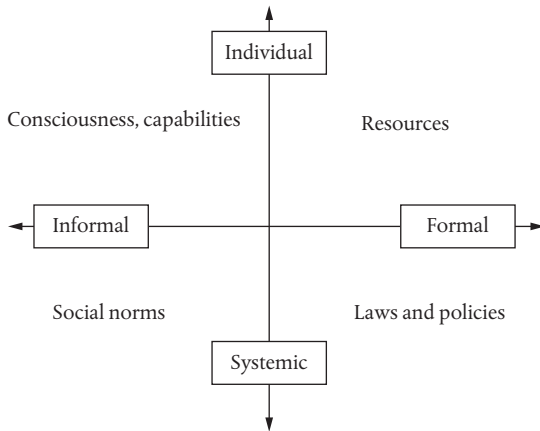 Individual
Consciousness, capabilities
Resources
Informal
Formal
Social norms
Laws and policies
Systemic